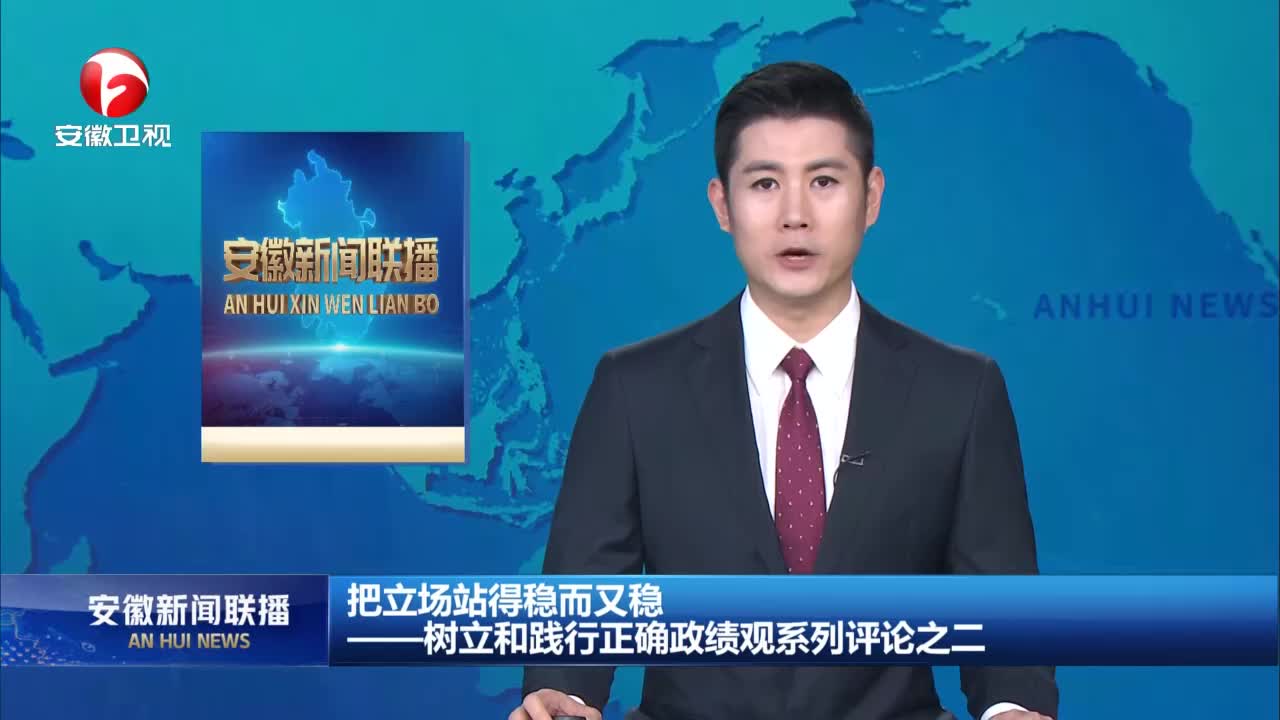 安徽卫视
安徽新闻联播
AN HUI XIN WEN LIAN BO
ANHUI NEWS
安徽新闻联播
AN HUI NEWS
把立场站得稳而又稳
——树立和践行正确政绩观系列评论之二